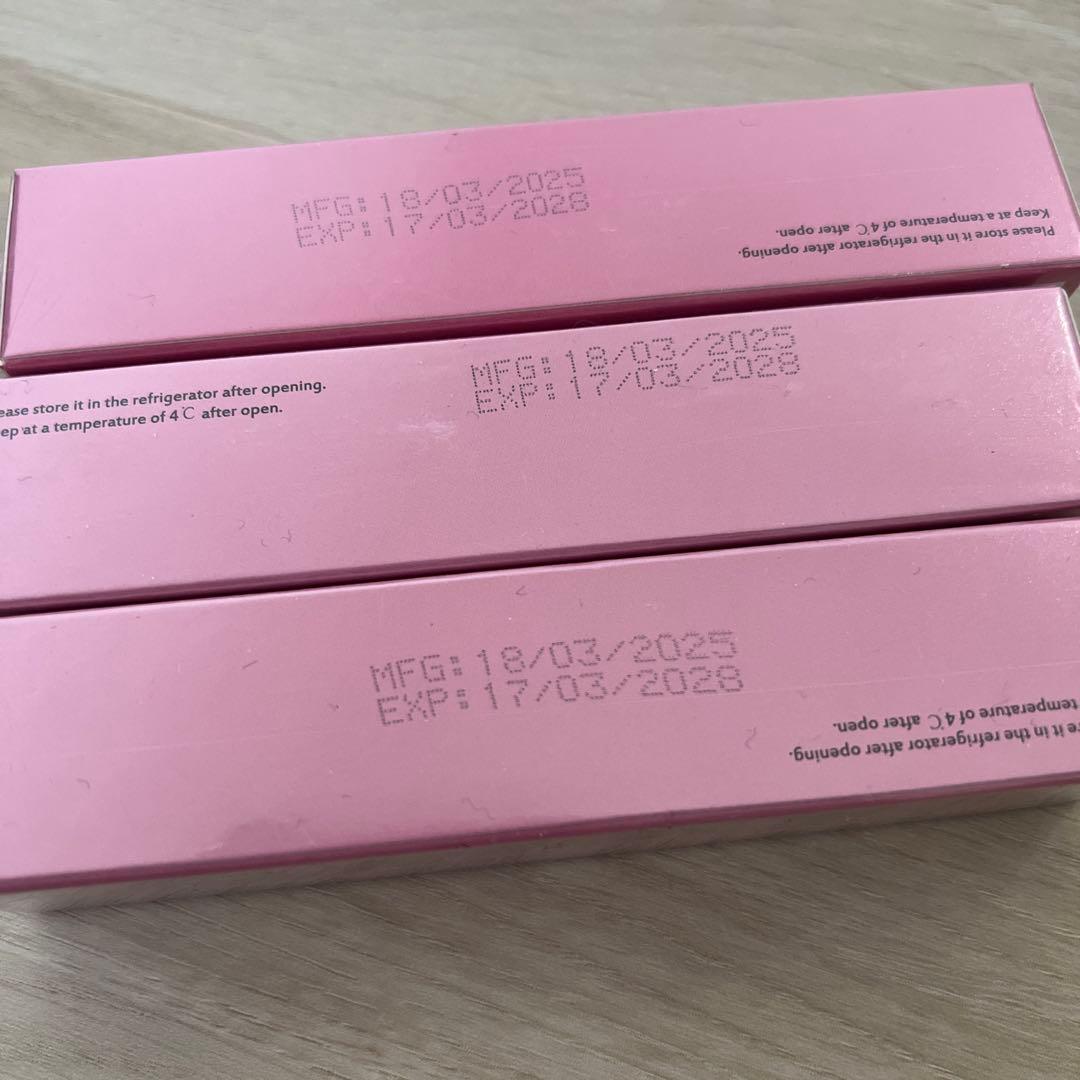 MFG: 18/03/2025
EXP: 17/03/2028
Please store it in the refrigerator after opening.
Keep at a temperature of 4℃ after open.
ease store it in the refrigerator after opening.
ep at a temperature of 4℃ after open.
MFG: 18/03/2025
EXP: 17/03/2028
MFG: 18/03/2025
EXP: 17/03/2028
re it in the refrigerator after opening.
temperature of 4℃ after open.